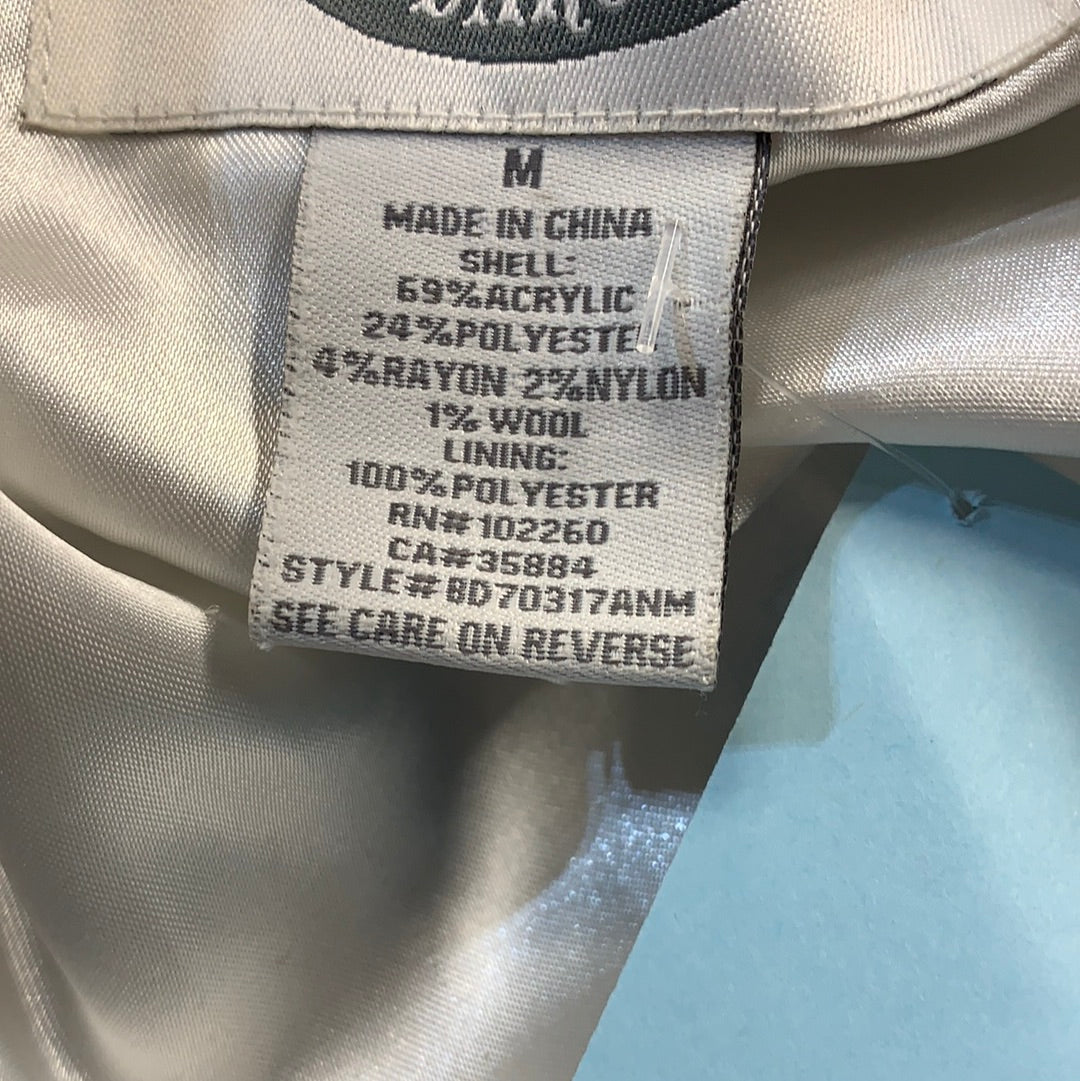 M
MADE IN CHINA
SHELL:
69%ACRYLIC
24%POLYESTE
4%RAYON 2%NYLON
1% WOOL
LINING:
100%POLYESTER
RN#102260
CA#35884
STYLE#BD70317ANM
SEE CARE ON REVERSE